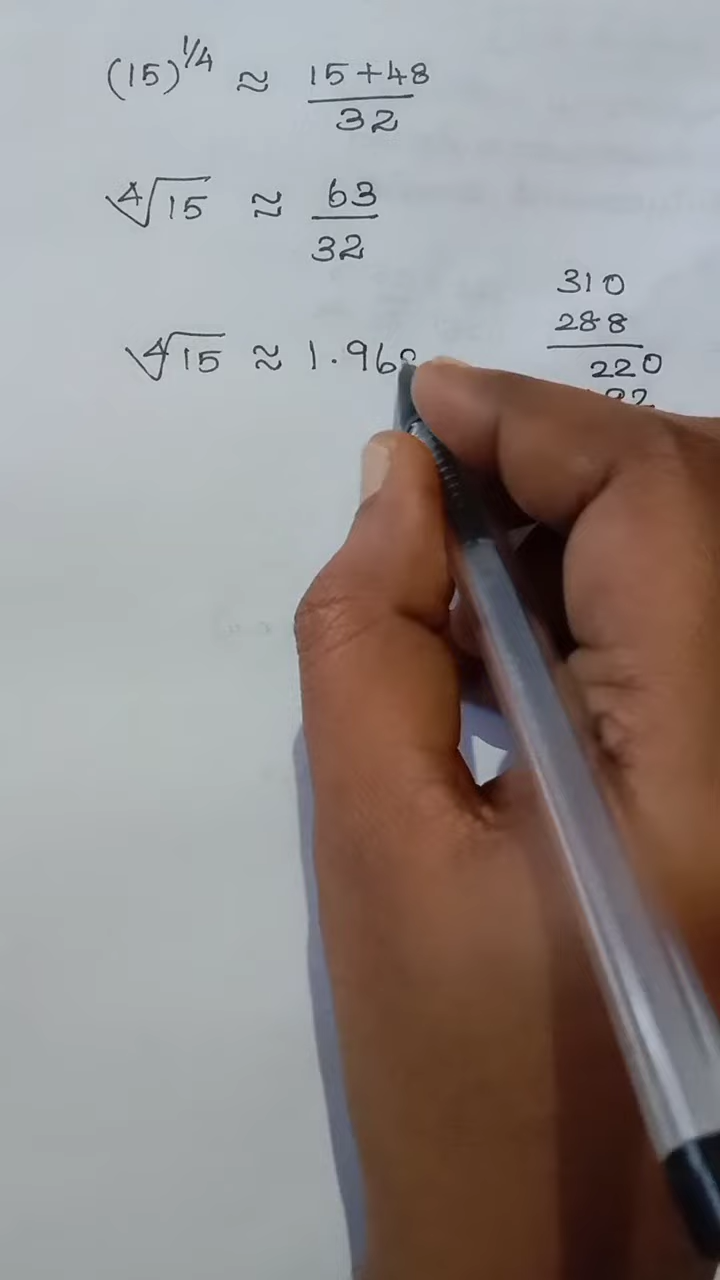 (15)^{1/4} ≈ 15+48/32
∜15 ≈ 63/32
310
288
220
∜15 ≈ 1.96